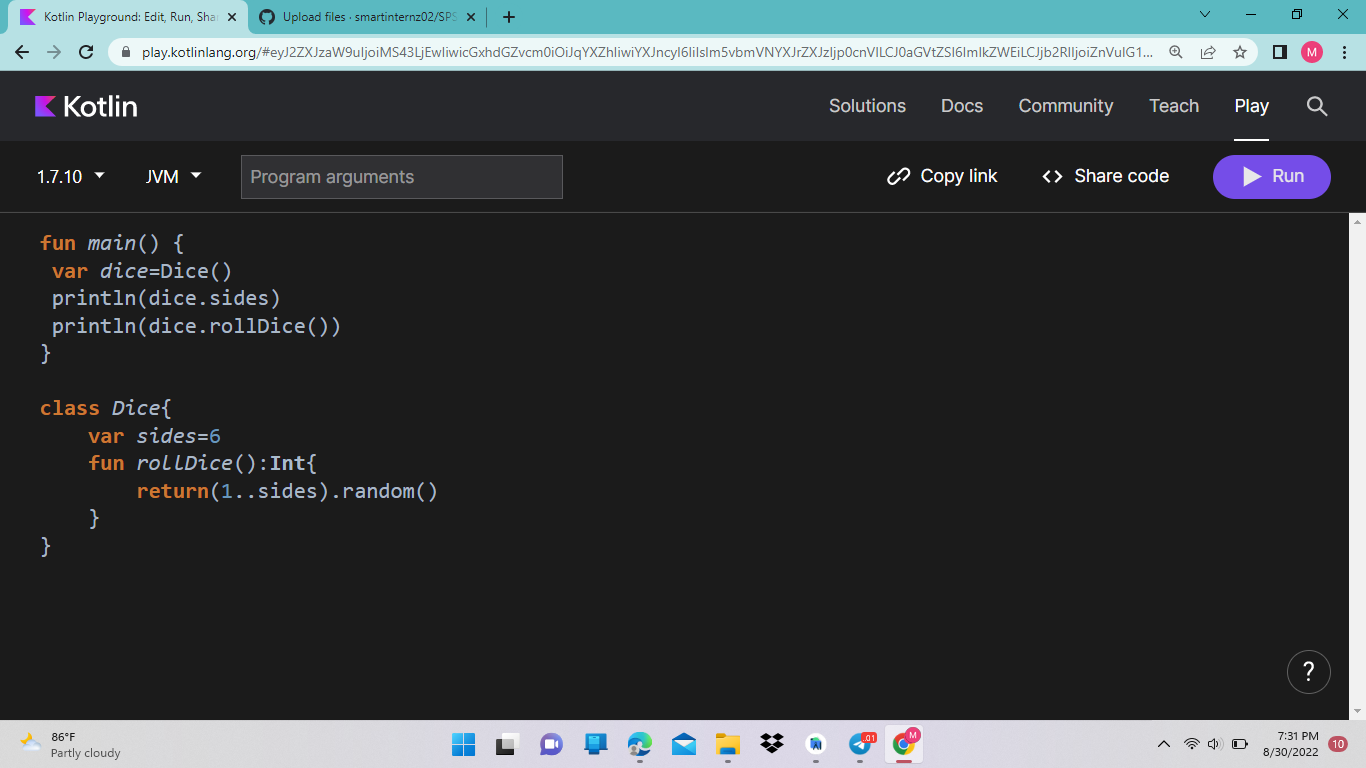 Kotlin Playground: Edit, Run, Sha
Upload files · smartinternz02/SPS
play.kotlinlang.org/#eyJ2ZXJzaW9uIjoiMS43LjEwIiwicGxhdGZvcm0iOiJqYXZhIiwiYXJncyI6IiIsIm5vbmVNYXJrZXJzIjp0cnVlLCJ0aGVtZSI6ImlkZWEiLCJjb2RlIjoiZnVuIG1...
M
Kotlin
Solutions
Docs
Community
Teach
Play
1.7.10
JVM
Program arguments
Copy link
Share code
Run
fun main() {
var dice=Dice()
println(dice.sides)
println(dice.rollDice())
}
class Dice{
var sides=6
fun rollDice():Int{
return(1..sides).random()
}
}
?
86°F
Partly cloudy
.01
M
7:31 PM
8/30/2022
10